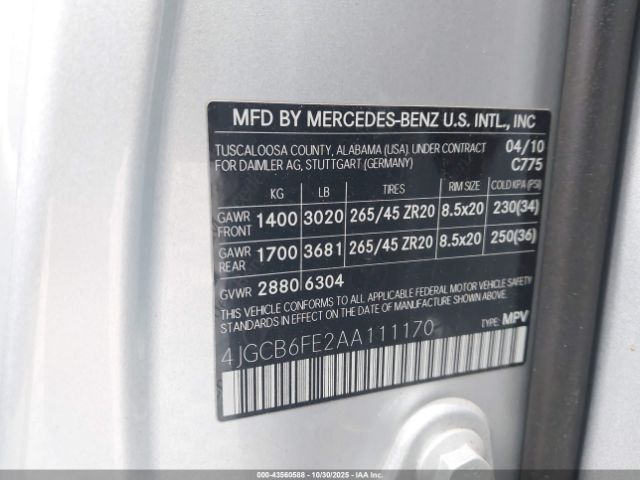 MFD BY MERCEDES-BENZ U.S. INTL., INC
TUSCALOOSA COUNTY, ALABAMA (USA) UNDER CONTRACT 04/10
FOR DAIMLER AG, STUTTGART (GERMANY) C775
KG LB TIRES RIM SIZE COLD KPA (PSI)
GAWR FRONT 1400 3020 265/45 ZR20 8.5x20 230(34)
GAWR REAR 1700 3681 265/45 ZR20 8.5x20 250(36)
GVWR 2880 6304
THIS VEHICLE CONFORMS TO ALL APPLICABLE FEDERAL MOTOR VEHICLE SAFETY
STANDARDS IN EFFECT ON THE DATE OF MANUFACTURE SHOWN ABOVE.
4JGCB6FE2AA111170 TYPE: MPV
000-43560588 - 10/30/2025 - IAAI.COM